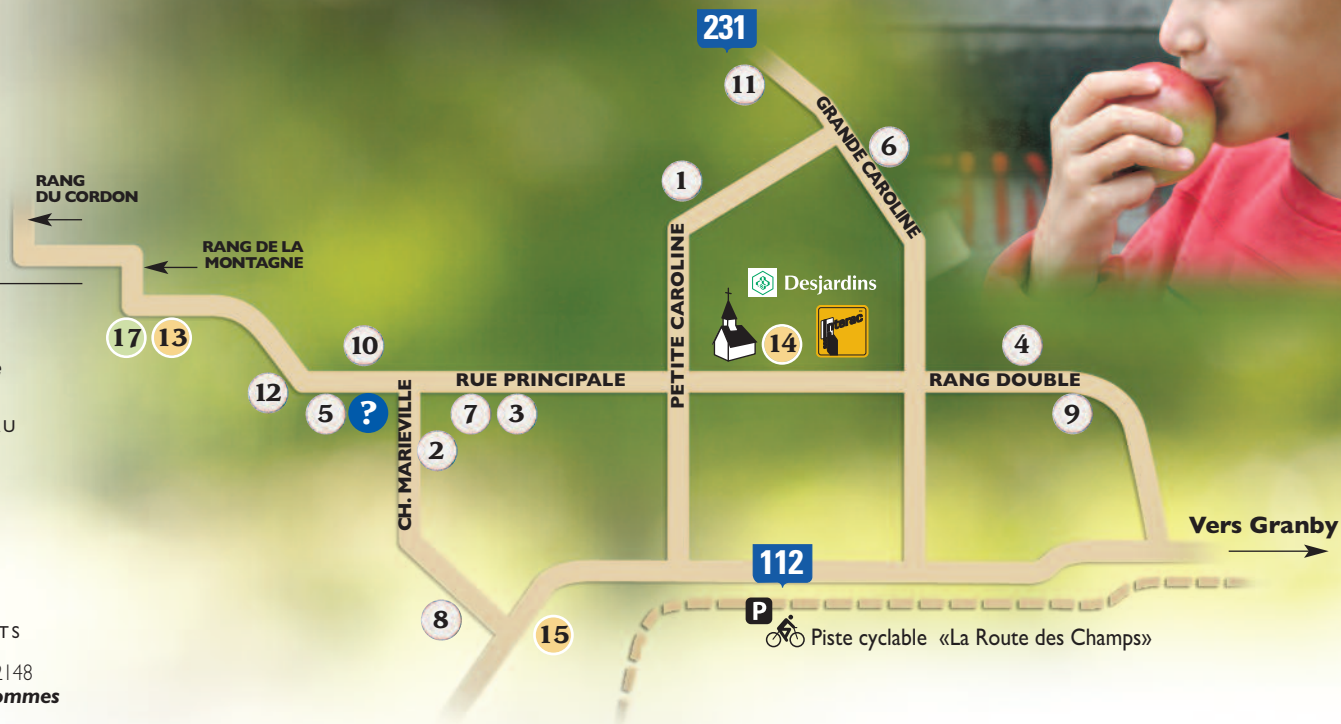 231
11
GRANDE CAROLINE
6
1
RANG
DU CORDON
RANG DE LA
MONTAGNE
PETITE CAROLINE
Desjardins
Interac
17
13
14
10
4
12
RUE PRINCIPALE
RANG DOUBLE
5
?
7
3
9
CH. MARIEVILLE
2
U
Vers Granby
112
8
15
P
Piste cyclable «La Route des Champs»
TS
2148
ommes